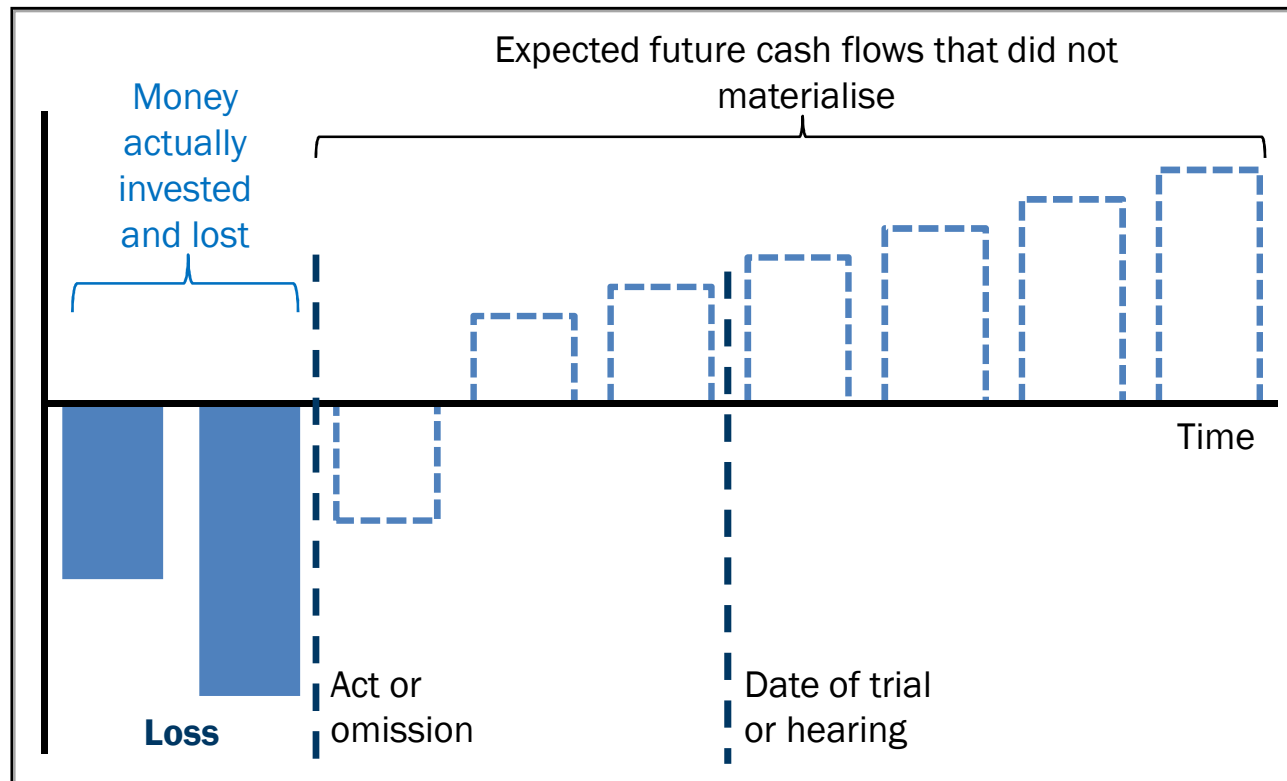 Expected future cash flows that did not
materialise
Money
actually
invested
and lost
Time
Act or
omission
Date of trial
or hearing
Loss